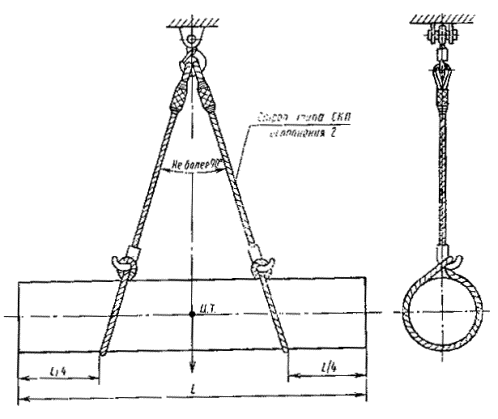 Строп типа СКП
исполнения 2
Не более 90°
Ц.Т.
L/4
L/4
L